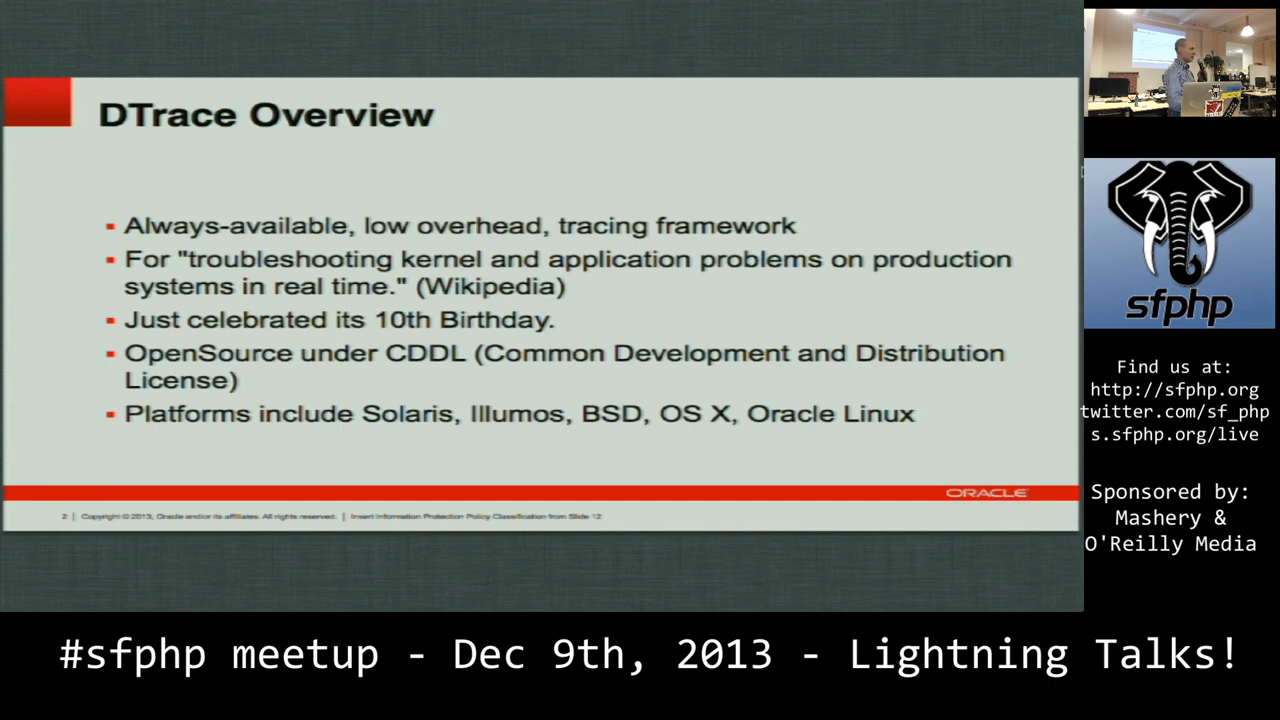 DTrace Overview
Always-available, low overhead, tracing framework
For "troubleshooting kernel and application problems on production
systems in real time." (Wikipedia)
Just celebrated its 10th Birthday.
OpenSource under CDDL (Common Development and Distribution
License)
Platforms include Solaris, Illumos, BSD, OS X, Oracle Linux
ORACLE
2 | Copyright © 2013, Oracle and/or its affiliates. All rights reserved. | Insert Information Protection Policy Classification from Slide 12
sfphp
Find us at:
http://sfphp.org
twitter.com/sf_php
s.sfphp.org/live
Sponsored by:
Mashery &
O'Reilly Media
#sfphp meetup - Dec 9th, 2013 - Lightning Talks!